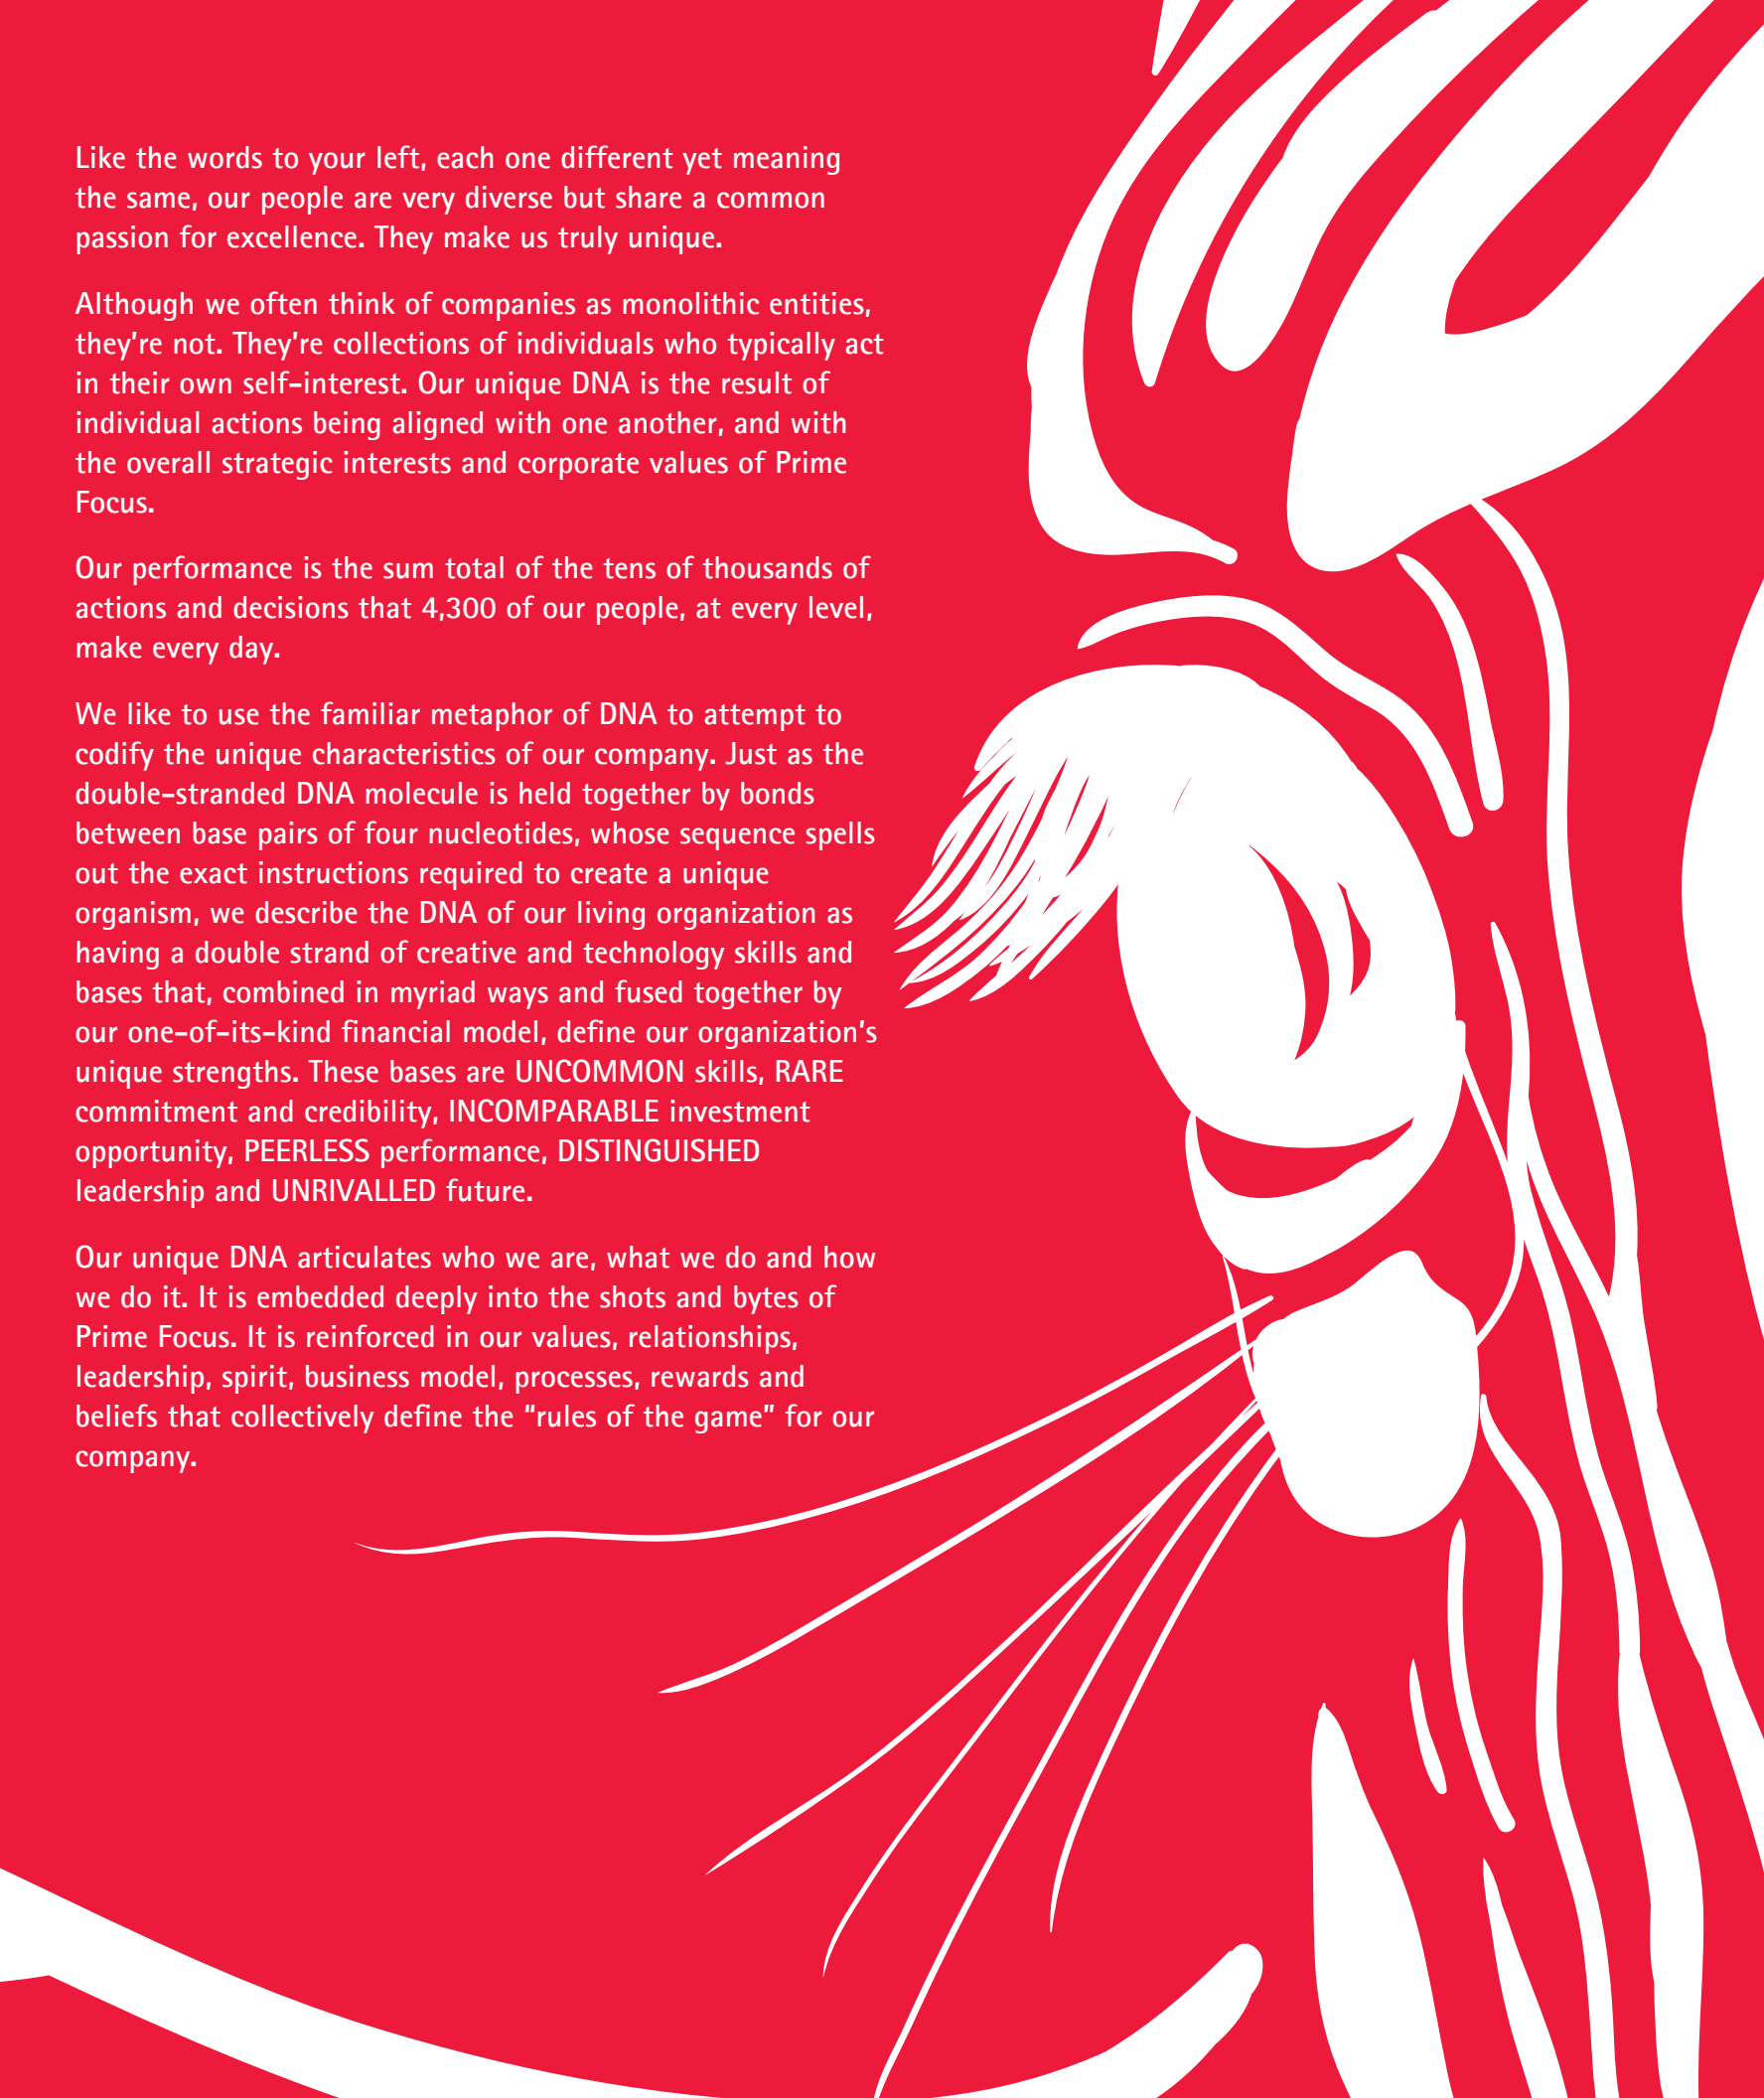 Like the words to your left, each one different yet meaning
the same, our people are very diverse but share a common
passion for excellence. They make us truly unique.
Although we often think of companies as monolithic entities,
they’re not. They’re collections of individuals who typically act
in their own self-interest. Our unique DNA is the result of
individual actions being aligned with one another, and with
the overall strategic interests and corporate values of Prime
Focus.
Our performance is the sum total of the tens of thousands of
actions and decisions that 4,300 of our people, at every level,
make every day.
We like to use the familiar metaphor of DNA to attempt to
codify the unique characteristics of our company. Just as the
double-stranded DNA molecule is held together by bonds
between base pairs of four nucleotides, whose sequence spells
out the exact instructions required to create a unique
organism, we describe the DNA of our living organization as
having a double strand of creative and technology skills and
bases that, combined in myriad ways and fused together by
our one-of-its-kind financial model, define our organization’s
unique strengths. These bases are UNCOMMON skills, RARE
commitment and credibility, INCOMPARABLE investment
opportunity, PEERLESS performance, DISTINGUISHED
leadership and UNRIVALLED future.
Our unique DNA articulates who we are, what we do and how
we do it. It is embedded deeply into the shots and bytes of
Prime Focus. It is reinforced in our values, relationships,
leadership, spirit, business model, processes, rewards and
beliefs that collectively define the “rules of the game” for our
company.